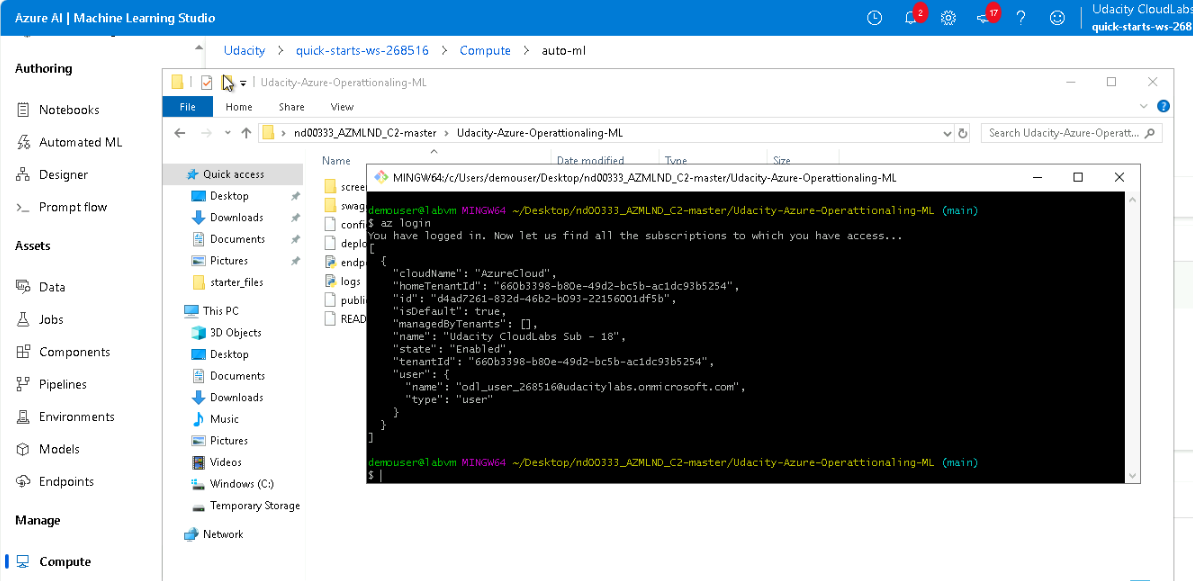 Azure AI | Machine Learning Studio
2
17
?
Udacity CloudLabs
quick-starts-ws-268
Udacity > quick-starts-ws-268516 > Compute > auto-ml
Authoring
Notebooks
Automated ML
Designer
Prompt flow
Assets
Data
Jobs
Components
Pipelines
Environments
Models
Endpoints
Manage
Compute
Udacity-Azure-Operattionaling-ML
File Home Share View
nd00333_AZMLND_C2-master > Udacity-Azure-Operattionaling-ML
Search Udacity-Azure-Operatt...
Quick access
Desktop
Downloads
Documents
Pictures
starter_files
This PC
3D Objects
Desktop
Documents
Downloads
Music
Pictures
Videos
Windows (C:)
Temporary Storage
Network
Name Date modified Type Size
scree
swag
confi
deplo
endp
logs
publi
READ
MINGW64:/c/Users/demouser/Desktop/nd00333_AZMLND_C2-master/Udacity-Azure-Operattionaling-ML
demouser@labvm MINGW64 ~/Desktop/nd00333_AZMLND_C2-master/Udacity-Azure-Operattionaling-ML (main)
$ az login
You have logged in. Now let us find all the subscriptions to which you have access...
[
{
"cloudName": "AzureCloud",
"homeTenantId": "660b3398-b80e-49d2-bc5b-ac1dc93b5254",
"id": "d4ad7261-832d-46b2-b093-22156001df5b",
"isDefault": true,
"managedByTenants": [],
"name": "Udacity CloudLabs Sub - 18",
"state": "Enabled",
"tenantId": "660b3398-b80e-49d2-bc5b-ac1dc93b5254",
"user": {
"name": "odl_user_268516@udacitylabs.onmicrosoft.com",
"type": "user"
}
}
]
demouser@labvm MINGW64 ~/Desktop/nd00333_AZMLND_C2-master/Udacity-Azure-Operattionaling-ML (main)
$